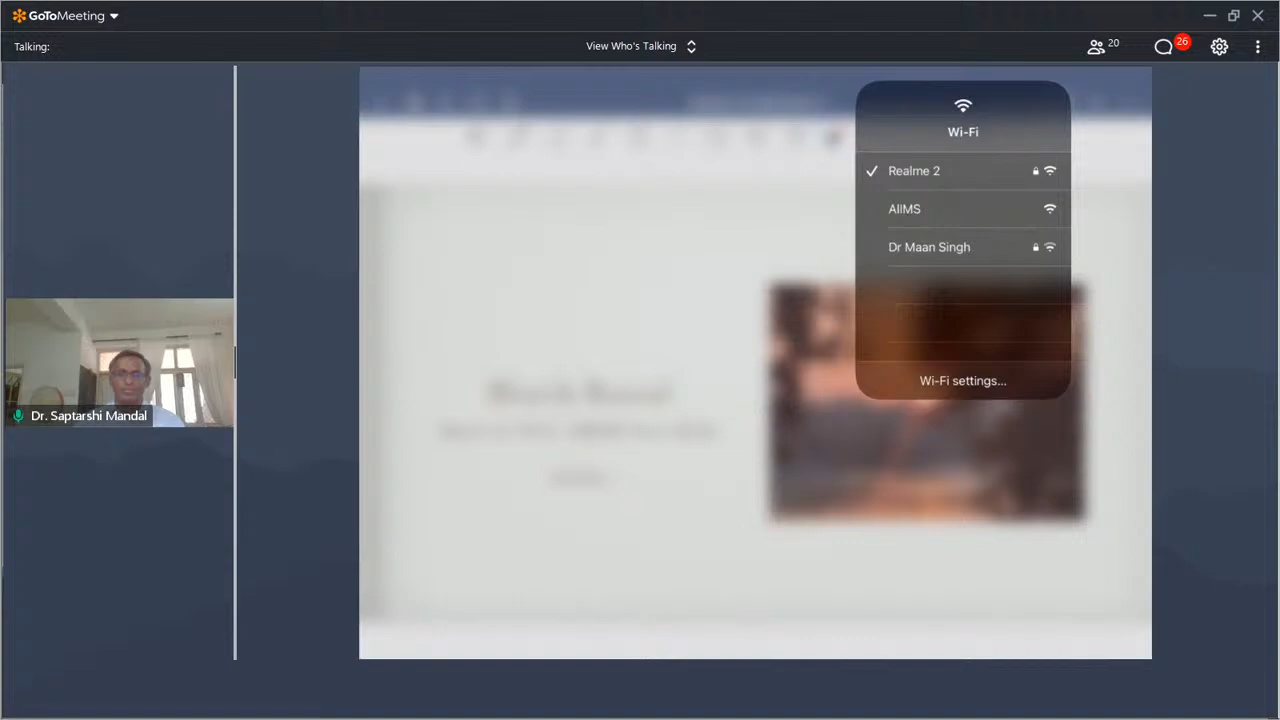 GoToMeeting
Talking:
View Who's Talking
20
26
Wi-Fi
Realme 2
AIIMS
Dr Maan Singh
Wi-Fi settings...
Dr. Saptarshi Mandal